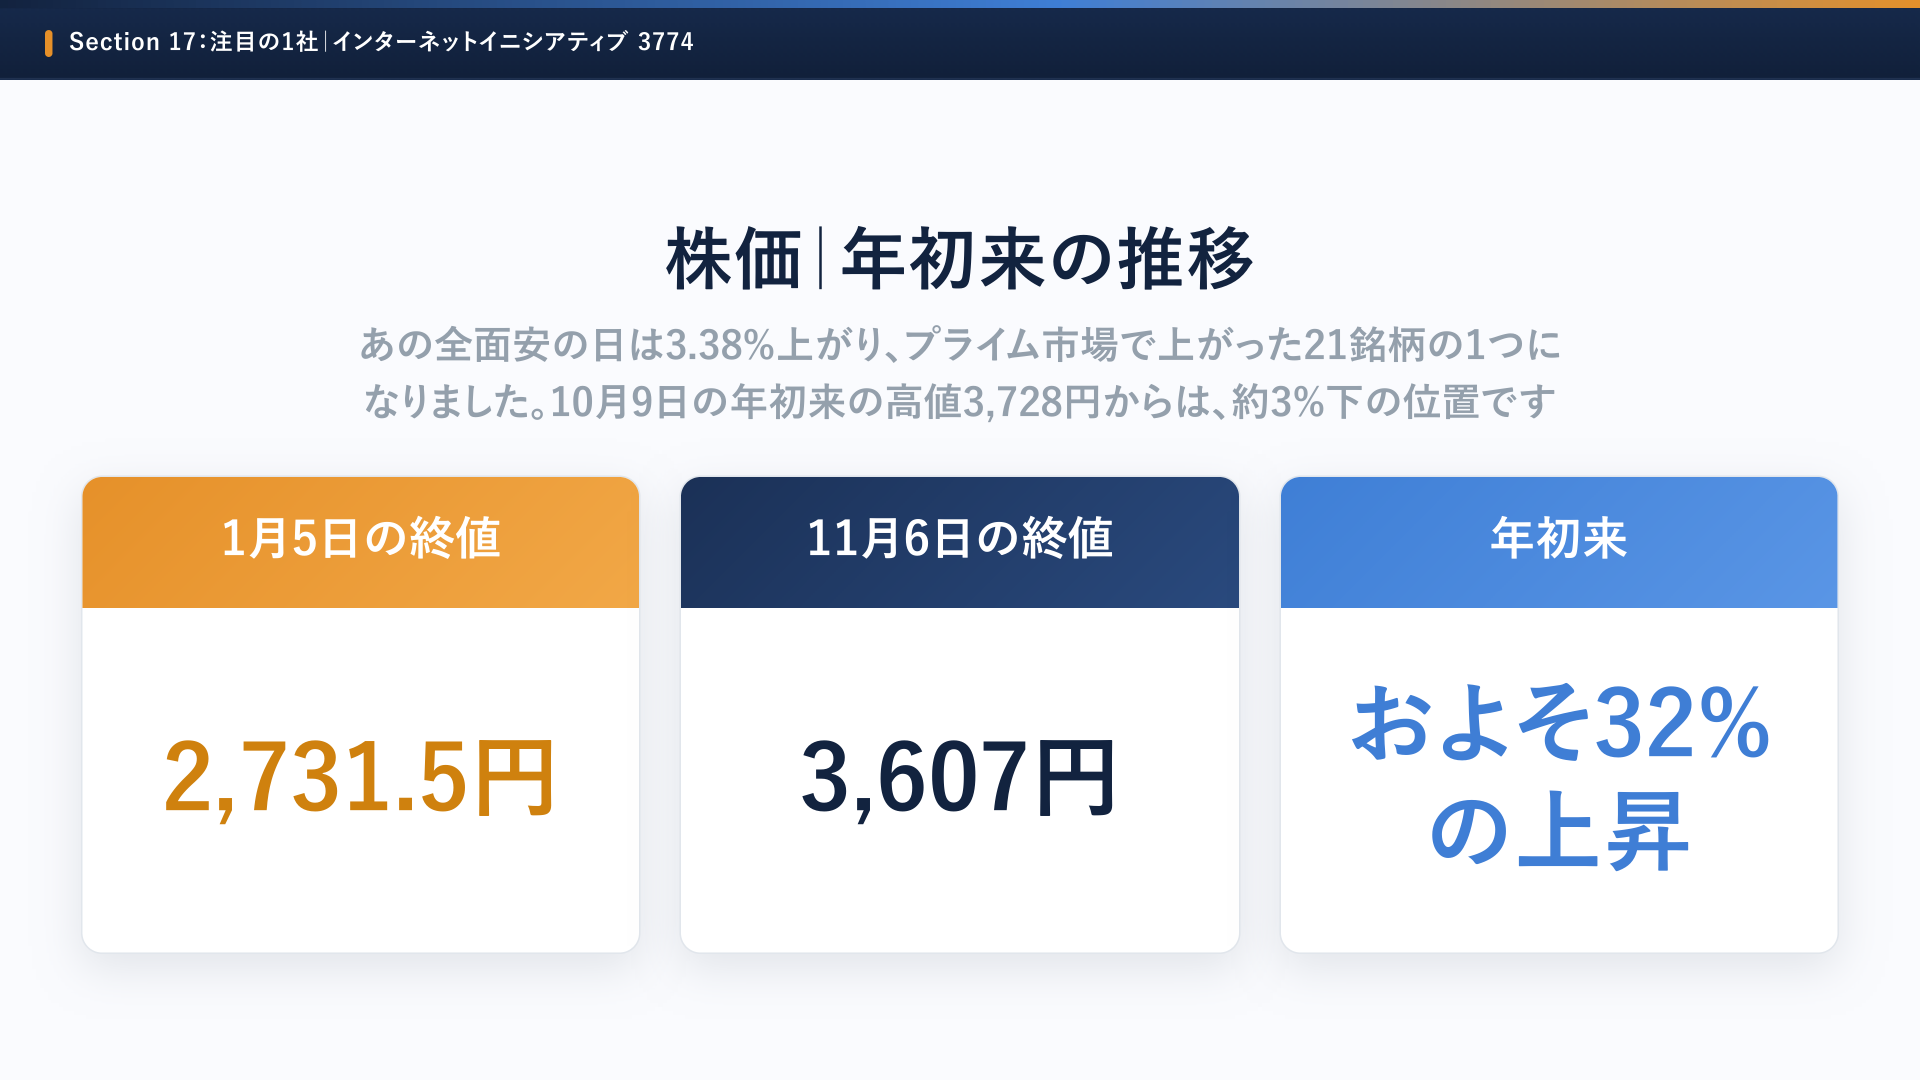 Section 17:注目の1社|インターネットイニシアティブ 3774
株価|年初来の推移
あの全面安の日は3.38%上がり、プライム市場で上がった21銘柄の1つに
なりました。10月9日の年初来の高値3,728円からは、約3%下の位置です
1月5日の終値
2,731.5円
11月6日の終値
3,607円
年初来
およそ32%
の上昇